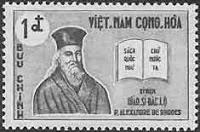 1đ
VIỆT-NAM CỘNG-HÒA
BƯU CHÍNH
SÁCH
QUỐC
NGỮ
CHỮ
NƯỚC
TA
GIÁO-SĨ ĐẮC-LỘ
P. ALEXANDRE DE RHODES